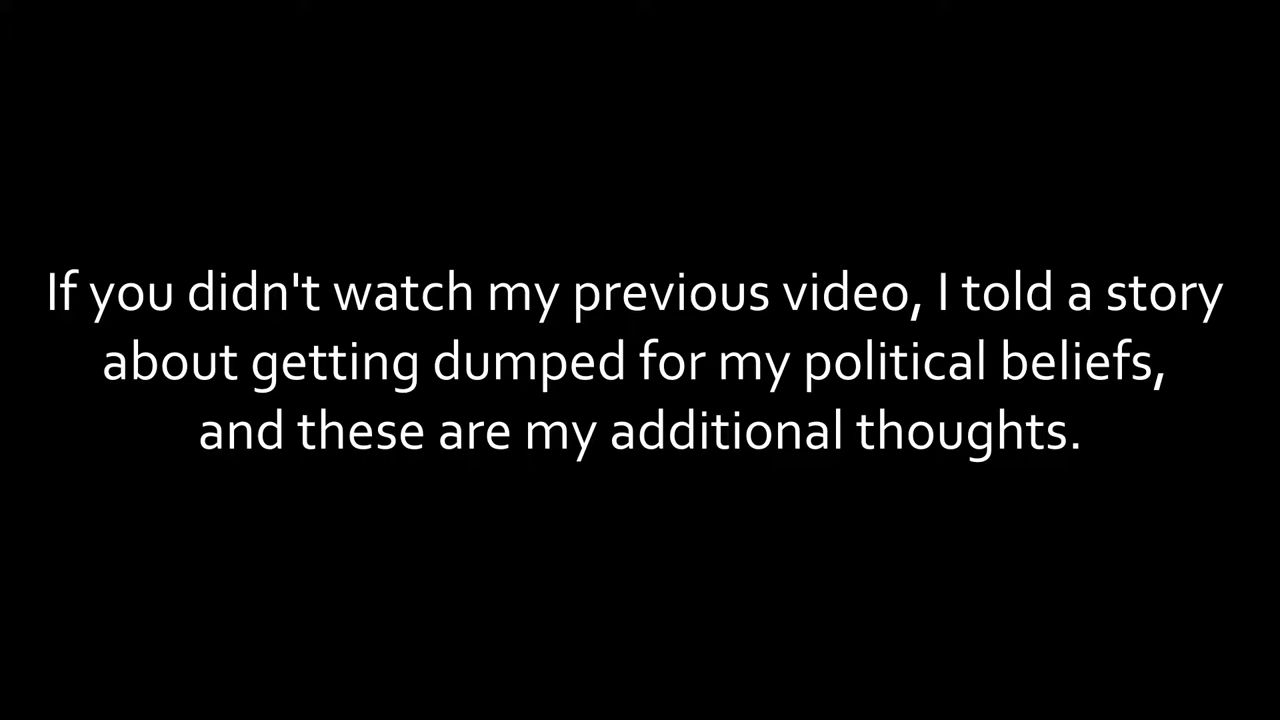 If you didn't watch my previous video, I told a story
about getting dumped for my political beliefs,
and these are my additional thoughts.